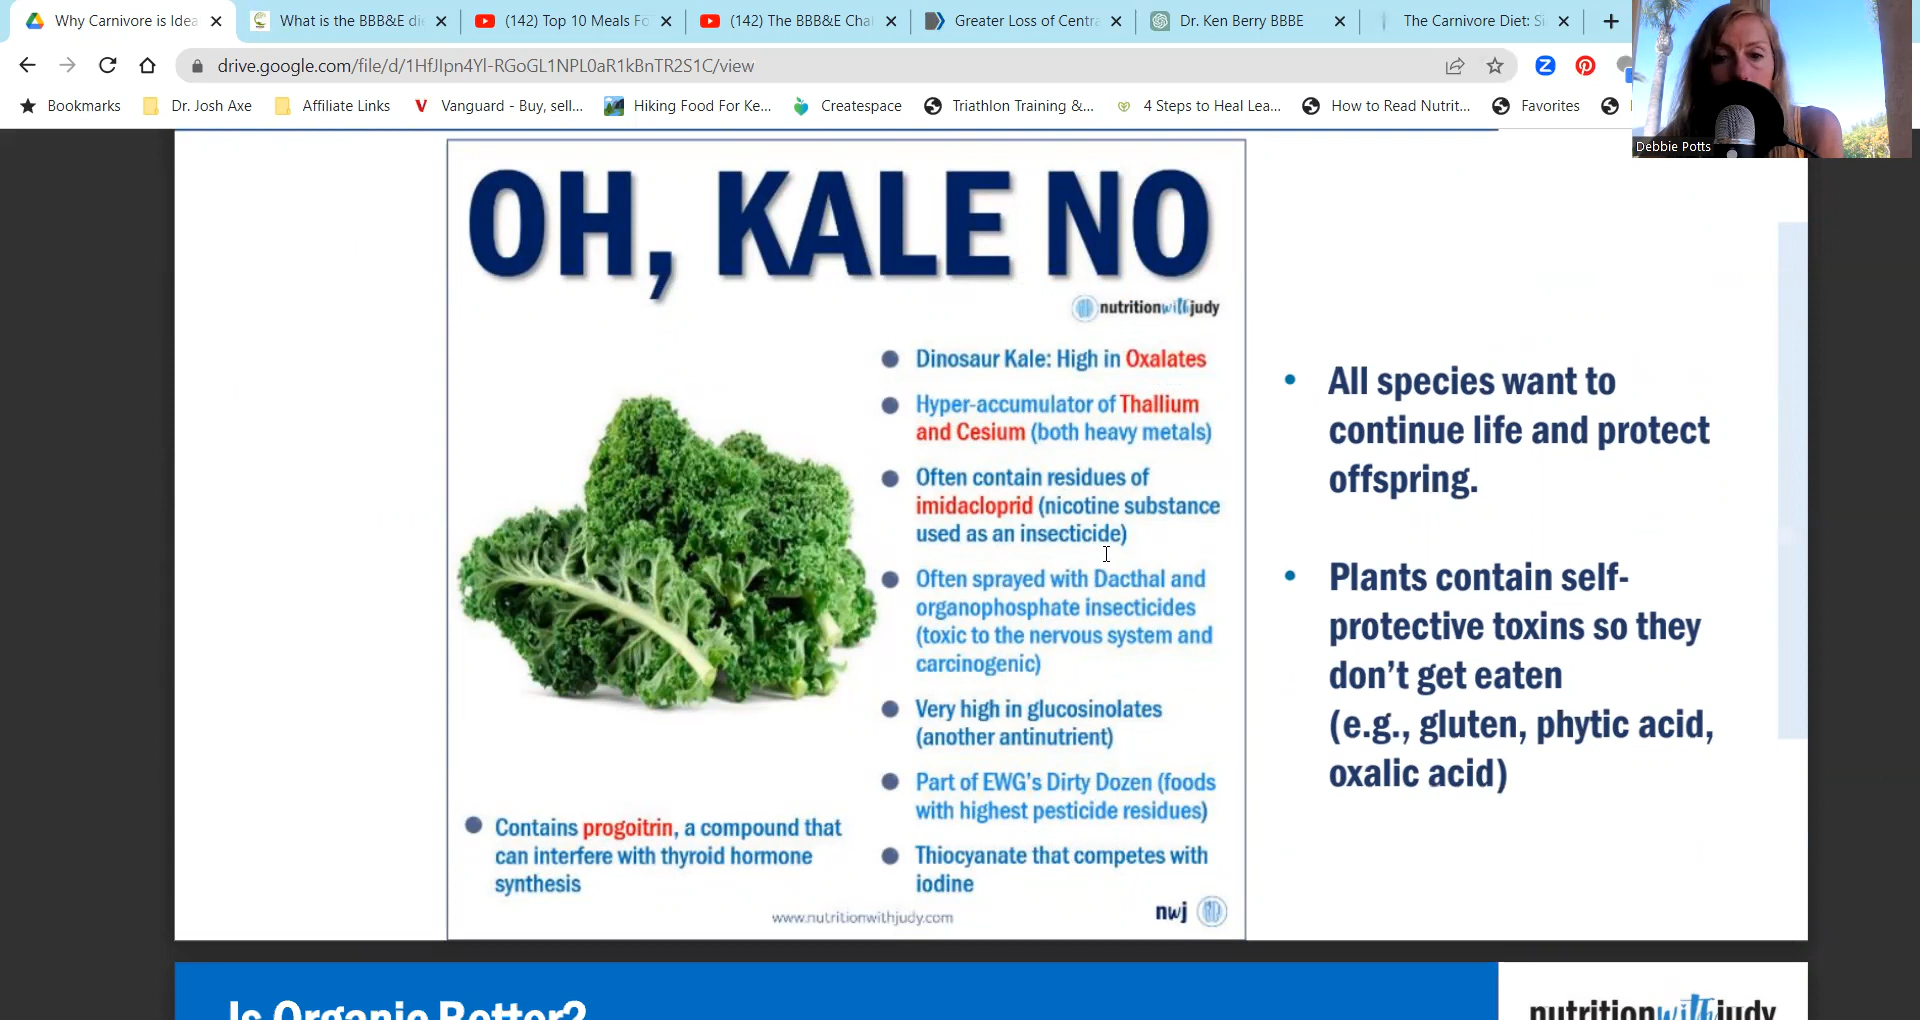 Why Carnivore is Idea
What is the BBB&E di
(142) Top 10 Meals Fo
(142) The BBB&E Cha
Greater Loss of Centra
Dr. Ken Berry BBBE
The Carnivore Diet: Si
drive.google.com/file/d/1HfJIpn4Yl-RGoGL1NPL0aR1kBnTR2S1C/view
Bookmarks
Dr. Josh Axe
Affiliate Links
Vanguard - Buy, sell...
Hiking Food For Ke...
Createspace
Triathlon Training &...
4 Steps to Heal Lea...
How to Read Nutrit...
Favorites
Debbie Potts
OH, KALE NO
nutritionwithjudy
Dinosaur Kale: High in Oxalates
Hyper-accumulator of Thallium
and Cesium (both heavy metals)
Often contain residues of
imidacloprid (nicotine substance
used as an insecticide)
Often sprayed with Dacthal and
organophosphate insecticides
(toxic to the nervous system and
carcinogenic)
Very high in glucosinolates
(another antinutrient)
Part of EWG's Dirty Dozen (foods
with highest pesticide residues)
Thiocyanate that competes with
iodine
Contains progoitrin, a compound that
can interfere with thyroid hormone
synthesis
www.nutritionwithjudy.com
nwj
• All species want to
continue life and protect
offspring.
• Plants contain self-
protective toxins so they
don't get eaten
(e.g., gluten, phytic acid,
oxalic acid)
Is Organic Better?
nutritionwithjudy